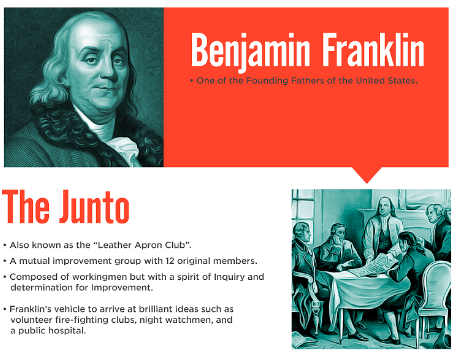 Benjamin Franklin
• One of the Founding Fathers of the United States.
The Junto
• Also known as the “Leather Apron Club”.
• A mutual improvement group with 12 original members.
• Composed of workingmen but with a spirit of Inquiry and
determination for Improvement.
• Franklin’s vehicle to arrive at brilliant ideas such as
volunteer fire-fighting clubs, night watchmen, and
a public hospital.